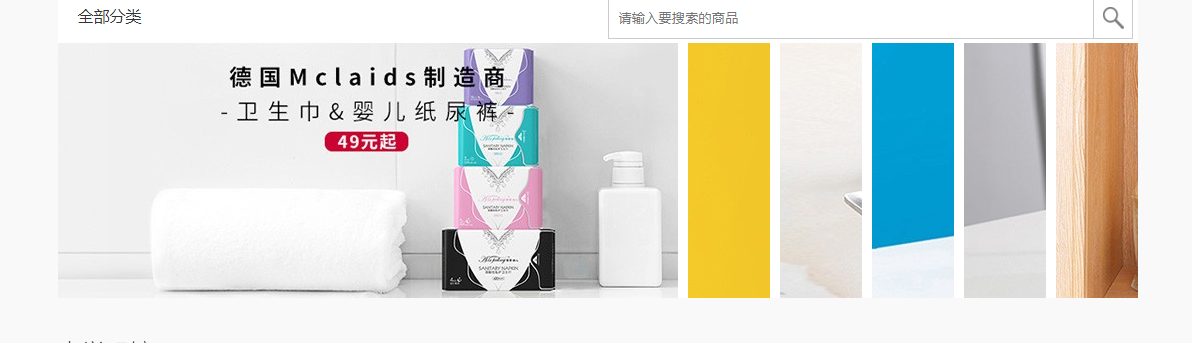 全部分类
请输入要搜索的商品
德国Mclaids制造商
-卫生巾&婴儿纸尿裤-
49元起
SANITARY NAPKIN
SANITARY NAPKIN
SANITARY NAPKIN